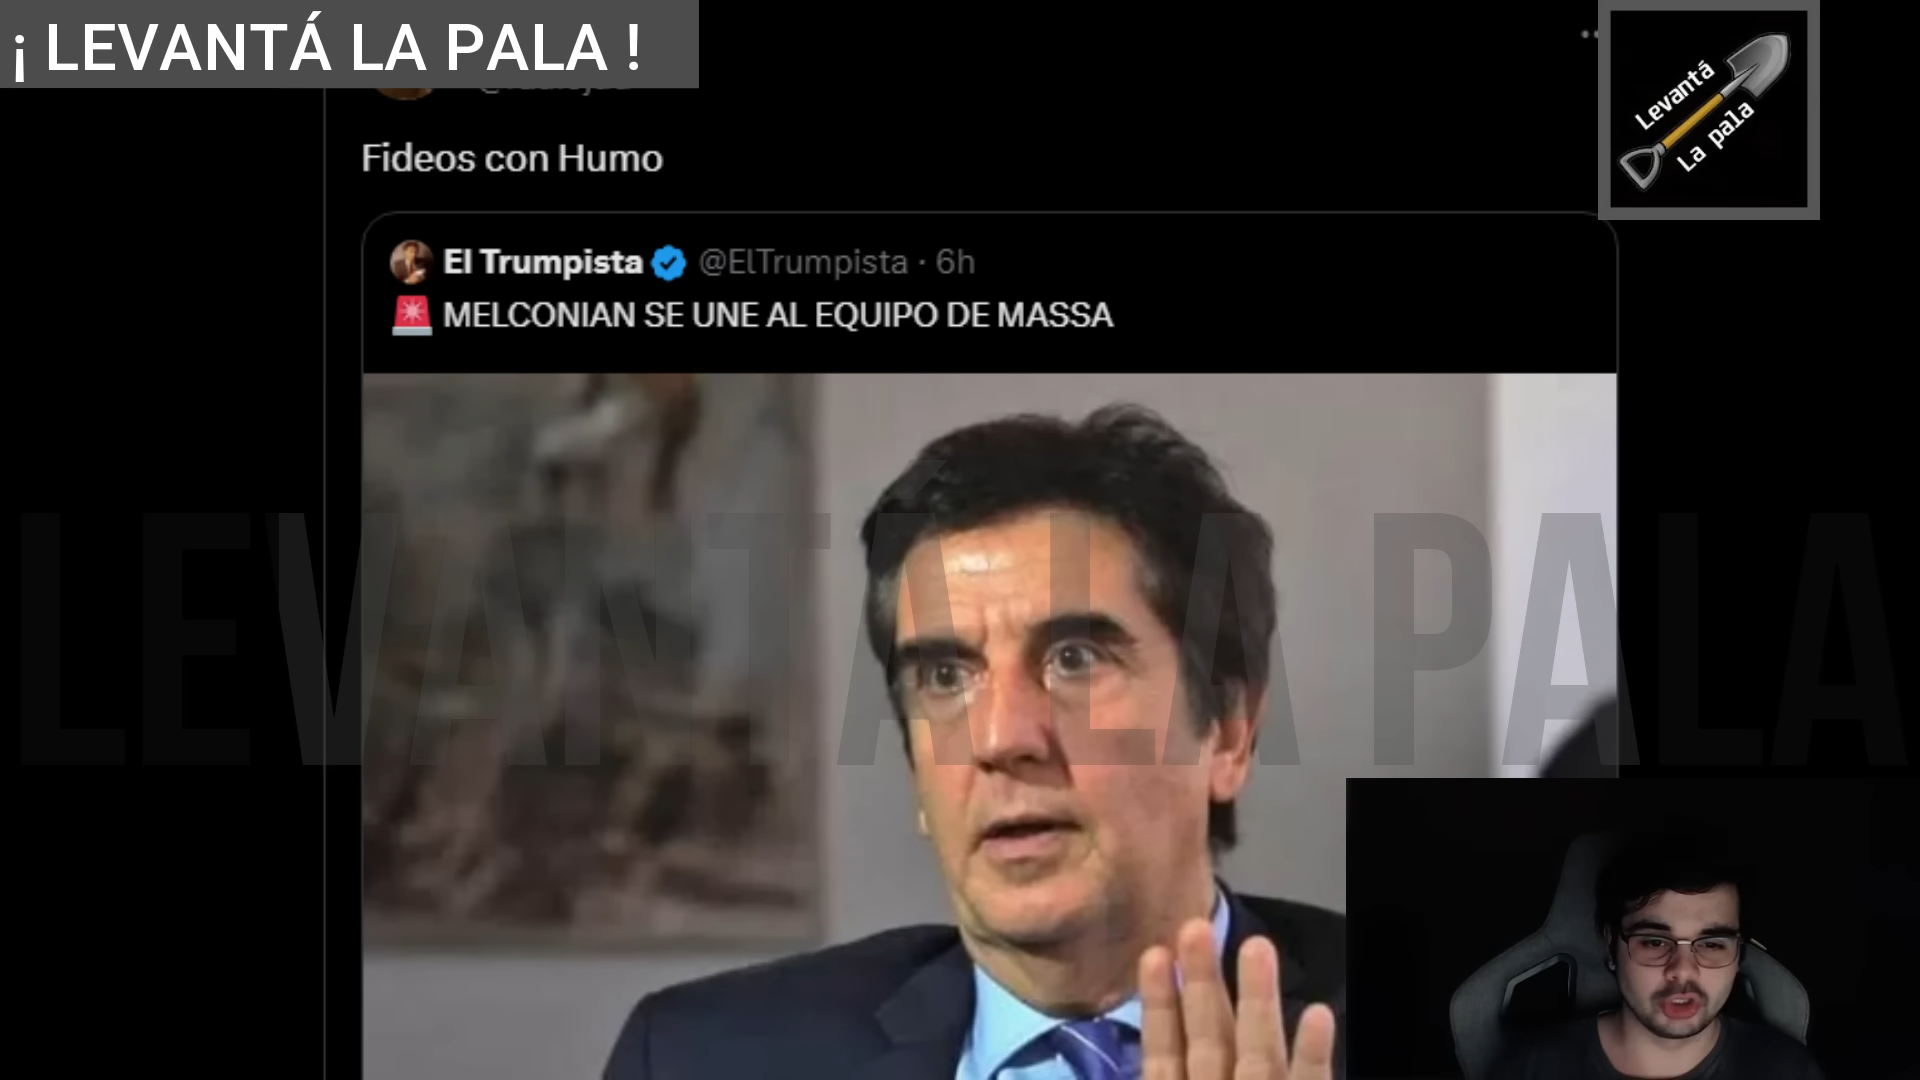 ¡ LEVANTÁ LA PALA !
Levantá
La pala
Fideos con Humo
El Trumpista @ElTrumpista · 6h
🚨 MELCONIAN SE UNE AL EQUIPO DE MASSA
LEVANTÁ LA PALA